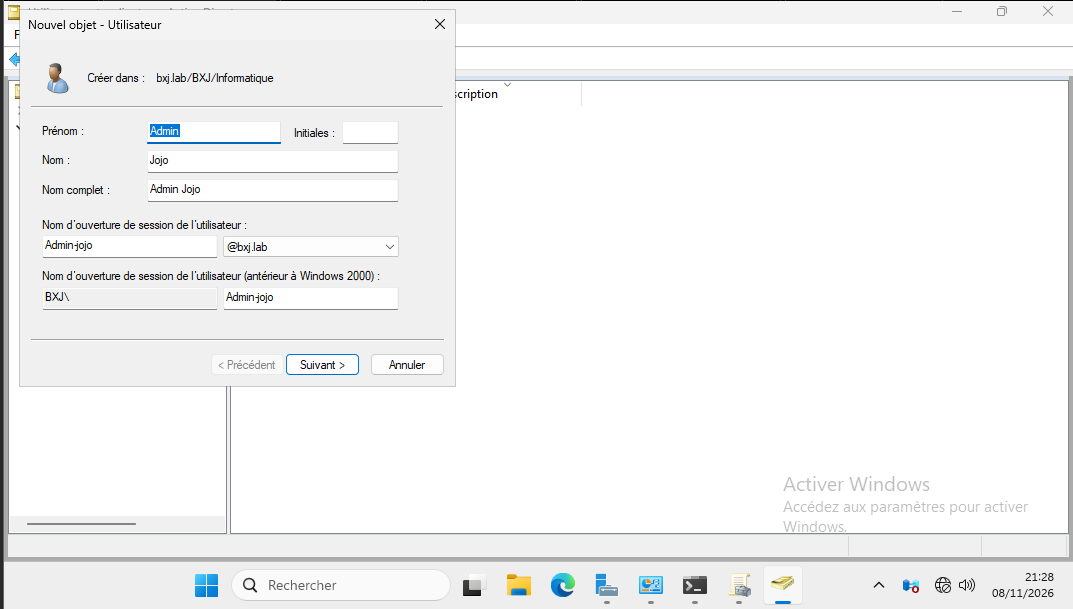 Nouvel objet - Utilisateur
Créer dans : bxj.lab/BXJ/Informatique
scription
Prénom : Admin Initiales :
Nom : Jojo
Nom complet : Admin Jojo
Nom d'ouverture de session de l'utilisateur :
Admin-jojo @bxj.lab
Nom d'ouverture de session de l'utilisateur (antérieur à Windows 2000) :
BXJ\ Admin-jojo
< Précédent Suivant > Annuler
Activer Windows
Accédez aux paramètres pour activer
Windows.
Rechercher
21:28
08/11/2026